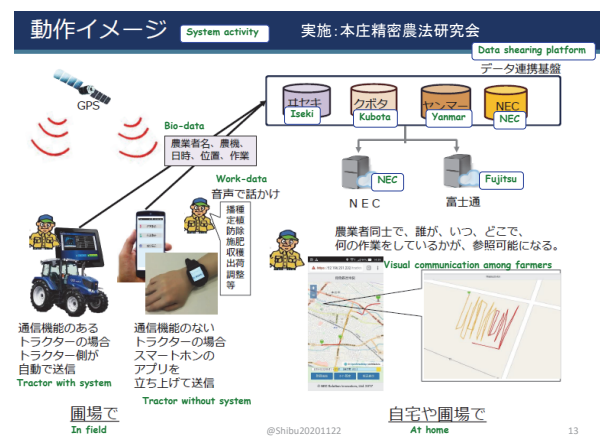 動作イメージ
System activity
実施:本庄精密農法研究会
Data shearing platform
データ連携基盤
GPS
ヰセキ
クボタ
ヤンマー
NEC
Iseki
Kubota
Yanmar
NEC
Bio-data
農業者名、農機、
日時、位置、作業
Work-data
音声で話かけ
播種
定植
防除
施肥
収穫
出荷
調整
等
NEC
Fujitsu
NEC
富士通
農業者同士で、誰が、いつ、どこで、
何の作業をしているかが、参照可能になる。
Visual communication among farmers
通信機能のある
トラクターの場合
トラクター側が
自動で送信
Tractor with system
通信機能のない
トラクターの場合
スマートホンの
アプリを
立ち上げて送信
Tractor without system
圃場で
In field
自宅や圃場で
At home
@Shibu20201122
13